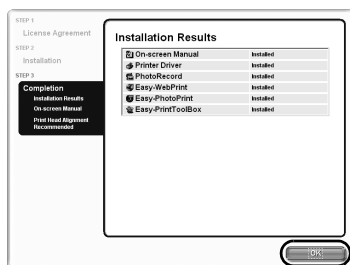 STEP 1
License Agreement
STEP 2
Installation
STEP 3
Completion
Installation Results
On-screen Manual
Print Head Alignment
Recommended
Installation Results
On-screen Manual Installed
Printer Driver Installed
PhotoRecord Installed
Easy-WebPrint Installed
Easy-PhotoPrint Installed
Easy-PrintToolBox Installed
OK